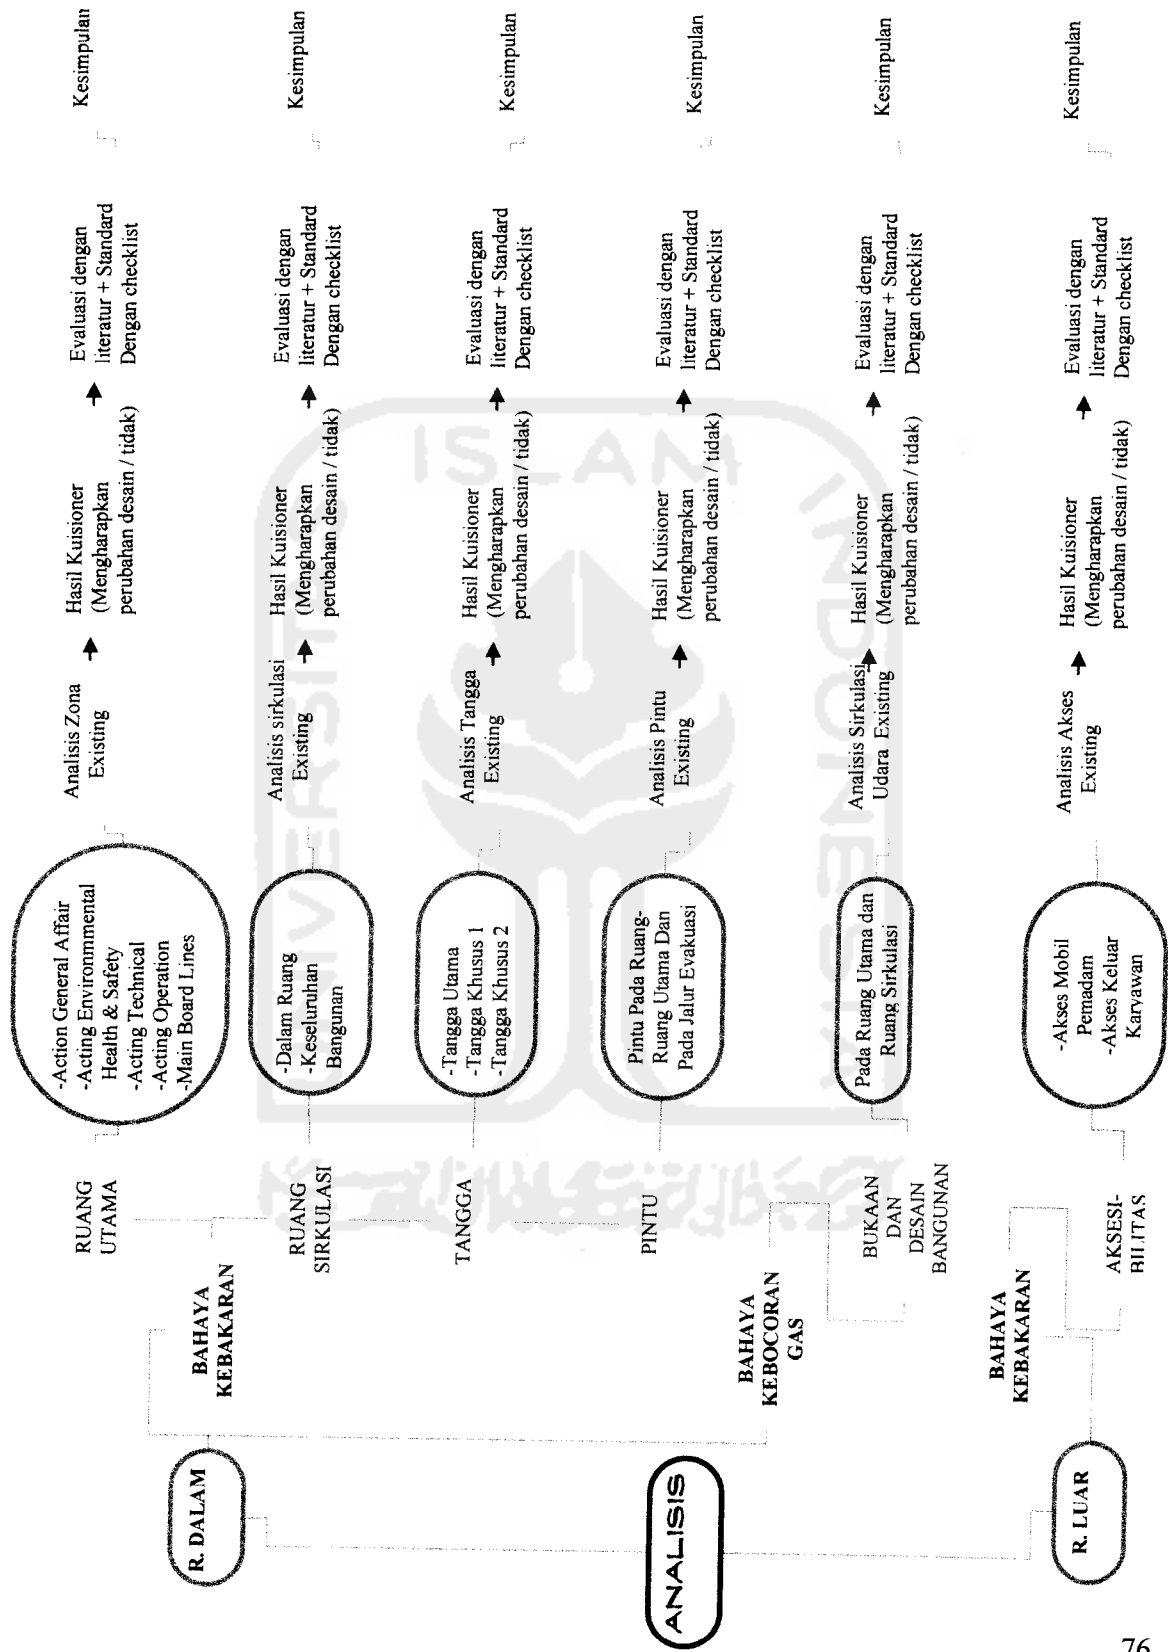 ANALISIS
R. DALAM
R. LUAR
BAHAYA
KEBAKARAN
BAHAYA
KEBOCORAN
GAS
BAHAYA
KEBAKARAN
RUANG
UTAMA
-Action General Affair
-Acting Environmmental
Health & Safety
-Acting Technical
-Acting Operation
-Main Board Lines
Analisis Zona
Existing
Hasil Kuisioner
(Mengharapkan
perubahan desain / tidak)
Evaluasi dengan
literatur + Standard
Dengan checklist
Kesimpulan
RUANG
SIRKULASI
-Dalam Ruang
-Keseluruhan
Bangunan
Analisis sirkulasi
Existing
Hasil Kuisioner
(Mengharapkan
perubahan desain / tidak)
Evaluasi dengan
literatur + Standard
Dengan checklist
Kesimpulan
TANGGA
-Tangga Utama
-Tangga Khusus 1
-Tangga Khusus 2
Analisis Tangga
Existing
Hasil Kuisioner
(Mengharapkan
perubahan desain / tidak)
Evaluasi dengan
literatur + Standard
Dengan checklist
Kesimpulan
PINTU
Pintu Pada Ruang-
Ruang Utama Dan
Pada Jalur Evakuasi
Analisis Pintu
Existing
Hasil Kuisioner
(Mengharapkan
perubahan desain / tidak)
Evaluasi dengan
literatur + Standard
Dengan checklist
Kesimpulan
BUKAAN
DAN
DESAIN
BANGUNAN
Pada Ruang Utama dan
Ruang Sirkulasi
Analisis Sirkulasi
Udara Existing
Hasil Kuisioner
(Mengharapkan
perubahan desain / tidak)
Evaluasi dengan
literatur + Standard
Dengan checklist
Kesimpulan
AKSESI-
BILITAS
-Akses Mobil
Pemadam
-Akses Keluar
Karyawan
Analisis Akses
Existing
Hasil Kuisioner
(Mengharapkan
perubahan desain / tidak)
Evaluasi dengan
literatur + Standard
Dengan checklist
Kesimpulan
UNIVERSITAS
ISLAM
INDONESIA
76